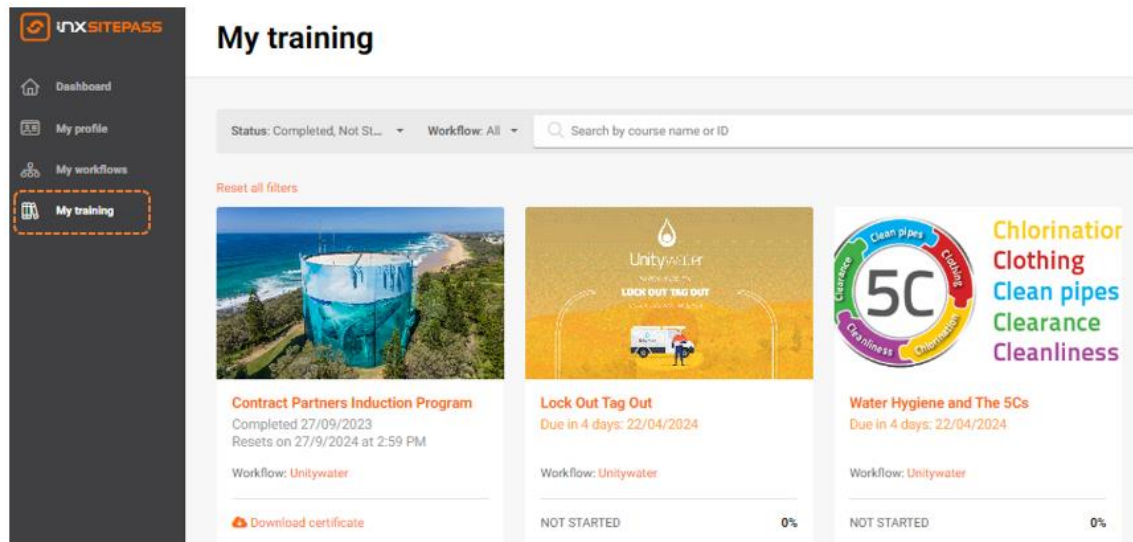 inxSITEPASS
My training
Dashboard
My profile
My workflows
My training
Status: Completed, Not St...
Workflow: All
Search by course name or ID
Reset all filters
Unitywater
LOCK OUT TAG OUT
Clean pipes
Clothing
Chlorination
Cleanliness
Clearance
5C
Chlorination
Clothing
Clean pipes
Clearance
Cleanliness
Contract Partners Induction Program
Completed 27/09/2023
Resets on 27/9/2024 at 2:59 PM
Workflow: Unitywater
Download certificate
Lock Out Tag Out
Due in 4 days: 22/04/2024
Workflow: Unitywater
NOT STARTED 0%
Water Hygiene and The 5Cs
Due in 4 days: 22/04/2024
Workflow: Unitywater
NOT STARTED 0%